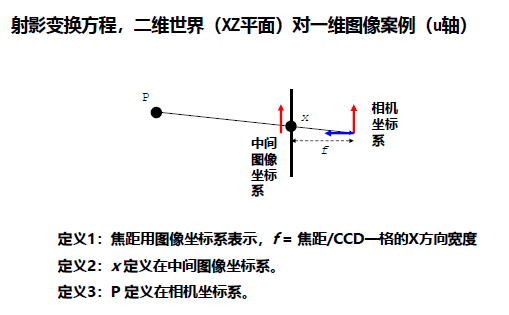 射影变换方程，二维世界（XZ平面）对一维图像案例（u轴）
P
x
相机
坐标
系
中间
图像
坐标
系
f
定义1：焦距用图像坐标系表示，f = 焦距/CCD一格的X方向宽度
定义2：x 定义在中间图像坐标系。
定义3：P 定义在相机坐标系。